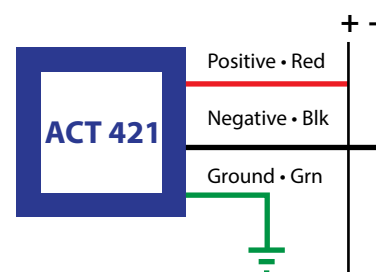 + -
Positive • Red
ACT 421
Negative • Blk
Ground • Grn